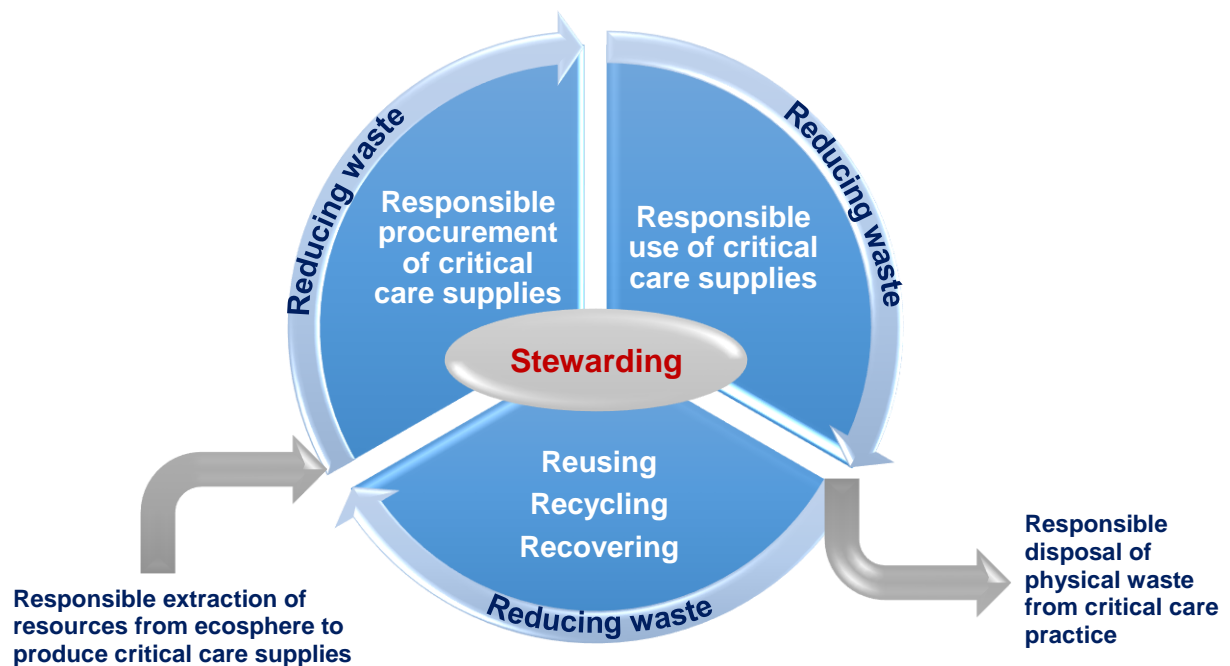 Reducing waste
Responsible
procurement
of critical
care supplies
Responsible
use of critical
care supplies
Reducing waste
Stewarding
Reusing
Recycling
Recovering
Reducing waste
Responsible extraction of
resources from ecosphere to
produce critical care supplies
Responsible
disposal of
physical waste
from critical care
practice